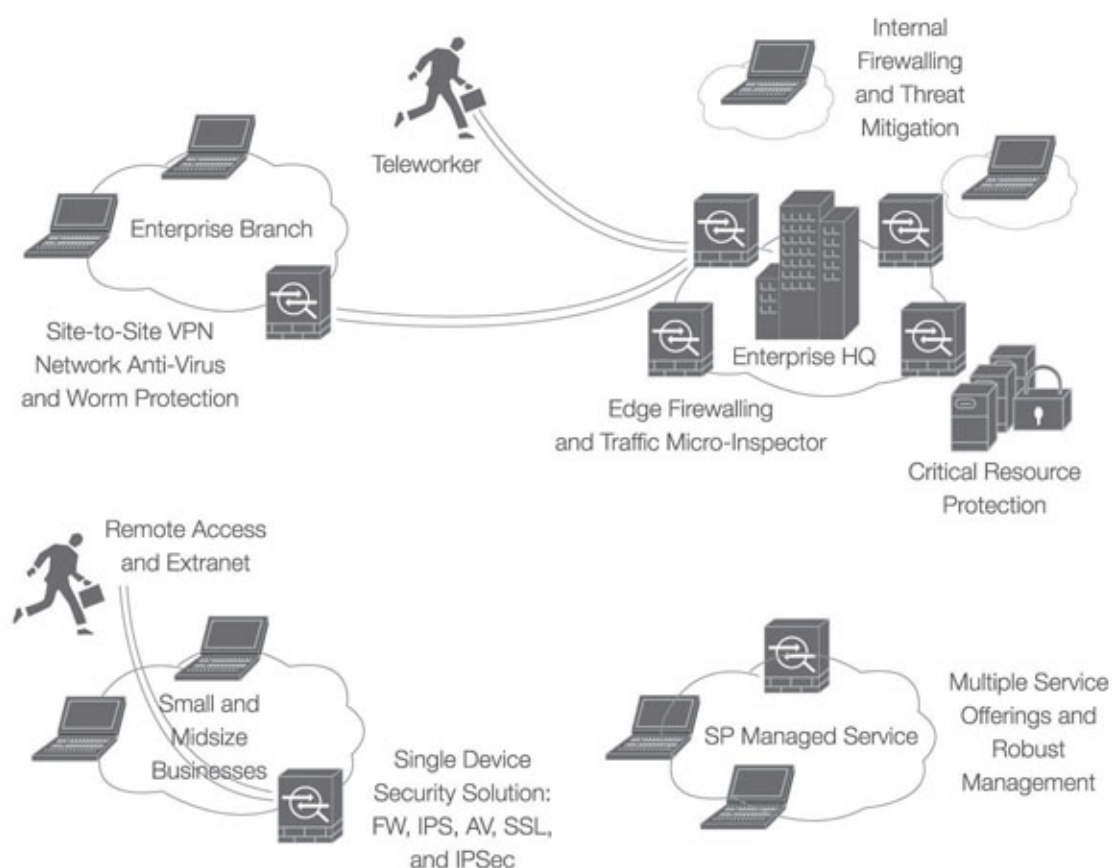 Internal
Firewalling
and Threat
Mitigation
Teleworker
Enterprise Branch
Site-to-Site VPN
Network Anti-Virus
and Worm Protection
Enterprise HQ
Edge Firewalling
and Traffic Micro-Inspector
Critical Resource
Protection
Remote Access
and Extranet
Small and
Midsize
Businesses
Single Device
Security Solution:
FW, IPS, AV, SSL,
and IPSec
SP Managed Service
Multiple Service
Offerings and
Robust
Management